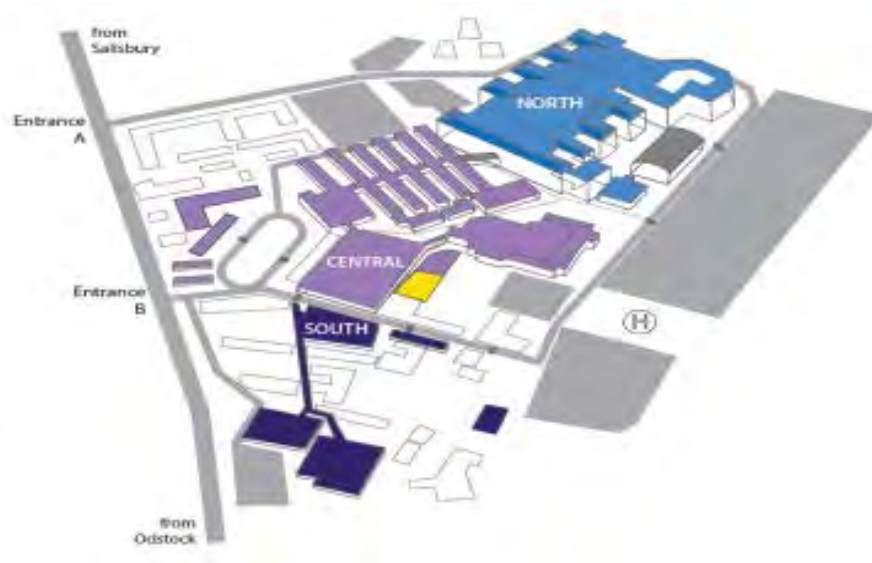 from
Salisbury
Entrance
A
NORTH
CENTRAL
Entrance
B
SOUTH
H
from
Odstock